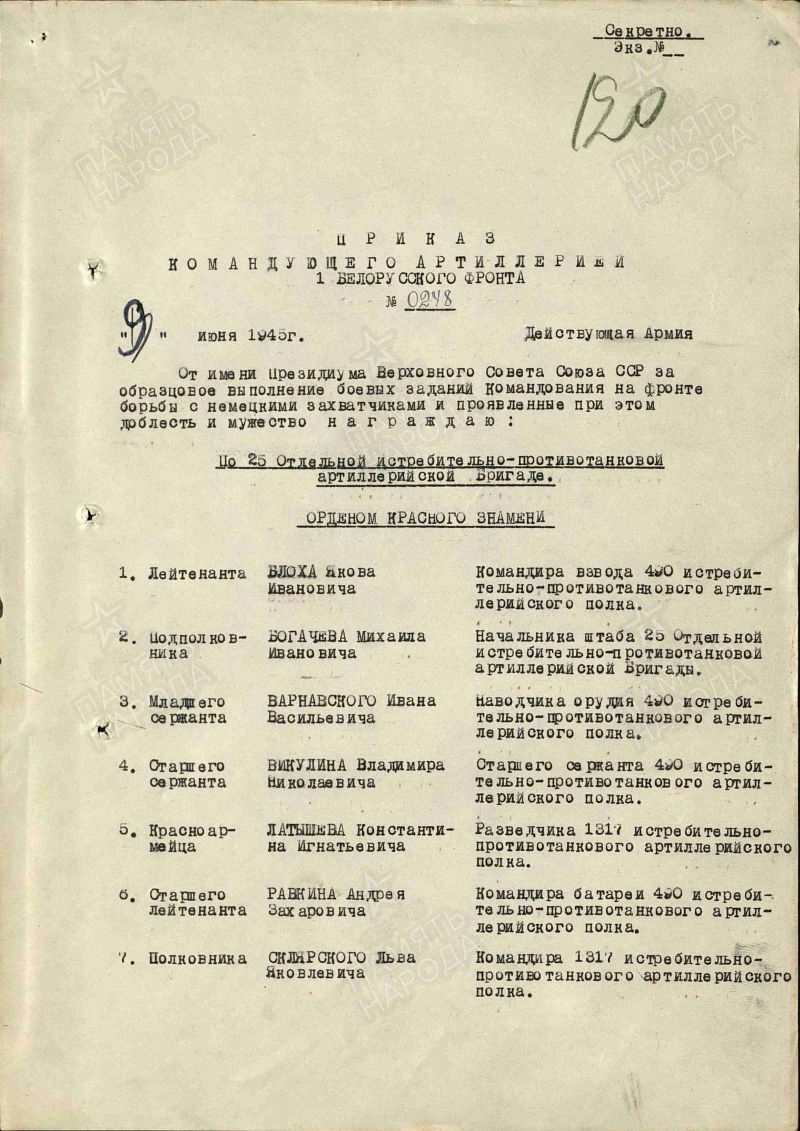 Секретно.
Экз.№__
120
П Р И К А З
К О М А Н Д У Ю Щ Е Г О А Р Т И Л Л Е Р И Е Й
1 БЕЛОРУССКОГО ФРОНТА
№ 0248
"9" июня 1945г. Действующая Армия
От имени Президиума Верховного Совета Союза ССР за
образцовое выполнение боевых заданий Командования на фронте
борьбы с немецкими захватчиками и проявленные при этом
доблесть и мужество н а г р а ж д а ю :
По 25 Отдельной истребительно-противотанковой
артиллерийской Бригаде.
ОРДЕНОМ КРАСНОГО ЗНАМЕНИ
1. Лейтенанта БЛОХА Якова Командира взвода 490 истреби-
Ивановича тельно-противотанкового артил-
лерийского полка.
2. Подполков- БОГАЧЕВА Михаила Начальника штаба 25 Отдельной
ника Ивановича истребительно-противотанковой
артиллерийской Бригады.
3. Младшего ВАРНАВСКОГО Ивана Наводчика орудия 490 истреби-
сержанта Васильевича тельно-противотанкового артил-
лерийского полка.
4. Старшего ВИКУЛИНА Владимира Старшего сержанта 490 истреби-
сержанта Николаевича тельно-противотанкового артил-
лерийского полка.
5. Красноар- ЛАТЫШЕВА Константи- Разведчика 1317 истребительно-
мейца на Игнатьевича противотанкового артиллерийского
полка.
6. Старшего РАВКИНА Андрея Командира батареи 490 истреби-
лейтенанта Захаровича тельно-противотанкового артил-
лерийского полка.
7. Полковника СКЛЯРСКОГО Льва Командира 1317 истребительно-
Яковлевича противотанкового артиллерийского
полка.
ПАМЯТЬ
НАРОДА